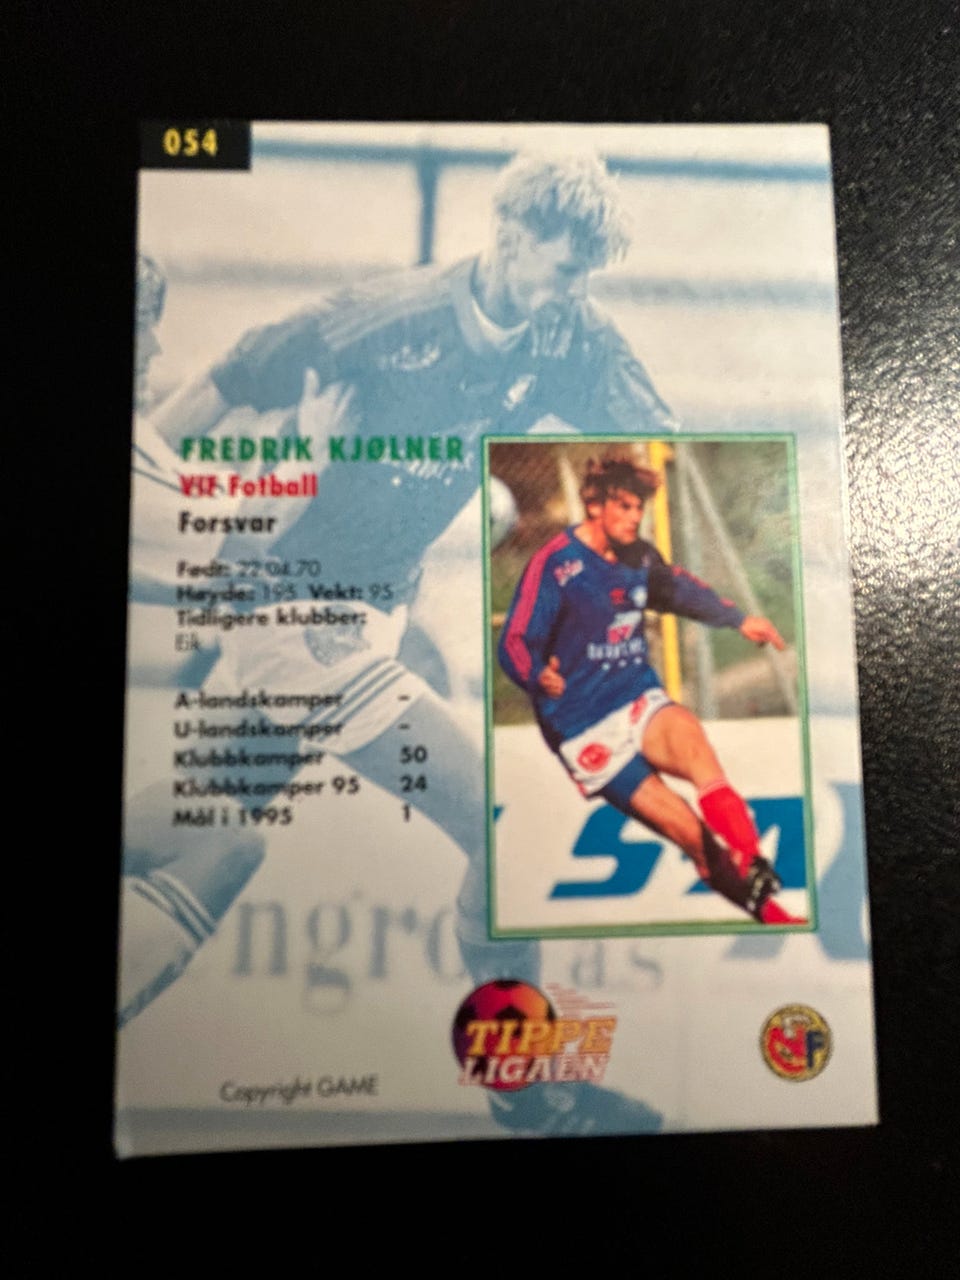 054
FREDRIK KJØLNER
VIF Fotball
Forsvar
Født: 22.04.70
Høyde: 195 Vekt: 95
Tidligere klubber:
Eik
A-landskamper -
U-landskamper -
Klubbkamper 50
Klubbkamper 95 24
Mål i 1995 1
ngro a.s
TIPPE
LIGAEN
Copyright GAME